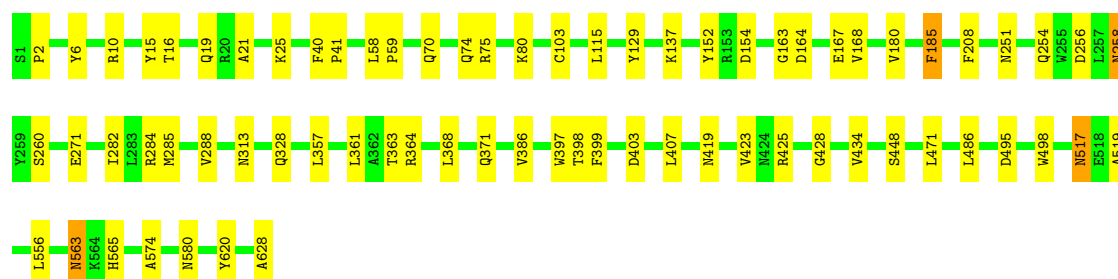 S1 P2 Y6 R10 Y15 T16 Q19 R20 A21 K25 F40 P41 L58 P59 Q70 Q74 R75 K80 C103 L115 Y129 K137 Y152 R153 D154 G163 D164 E167 V168 V180 F185 F208 N251 Q254 W255 D256 L257 N258
Y259 S260 E271 I282 L283 R284 M285 V288 N313 Q328 L357 L361 A362 T363 R364 L368 Q371 V386 W397 T398 F399 D403 L407 N419 V423 N424 R425 G428 V434 S448 L471 L486 D495 W498 N517 E518 A519
L556 N563 K564 H565 A574 N580 Y620 A628